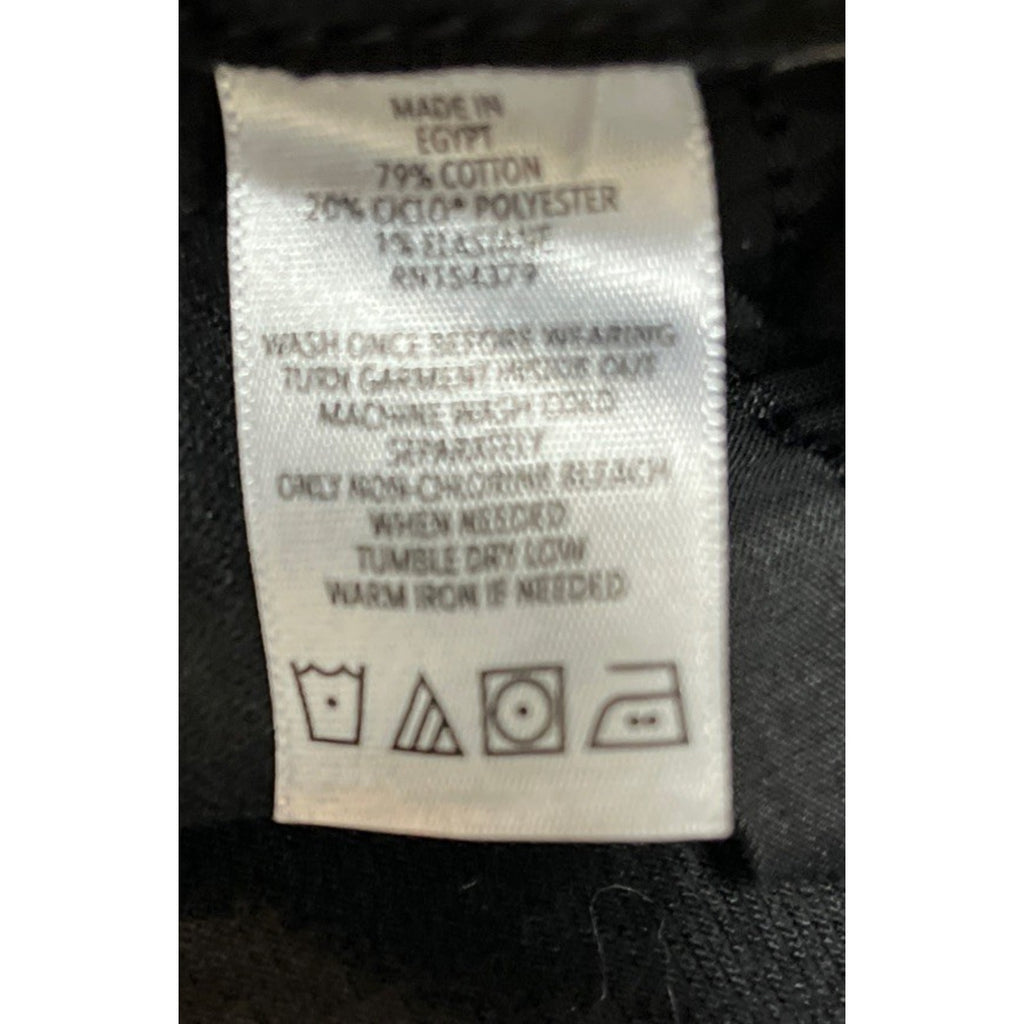 MADE IN
EGYPT
79% COTTON
20% CICLO® POLYESTER
1% ELASTANE
RN154379
WASH ONCE BEFORE WEARING
TURN GARMENT INSIDE OUT
MACHINE WASH COLD
SEPARATELY
ONLY NON-CHLORINE BLEACH
WHEN NEEDED
TUMBLE DRY LOW
WARM IRON IF NEEDED